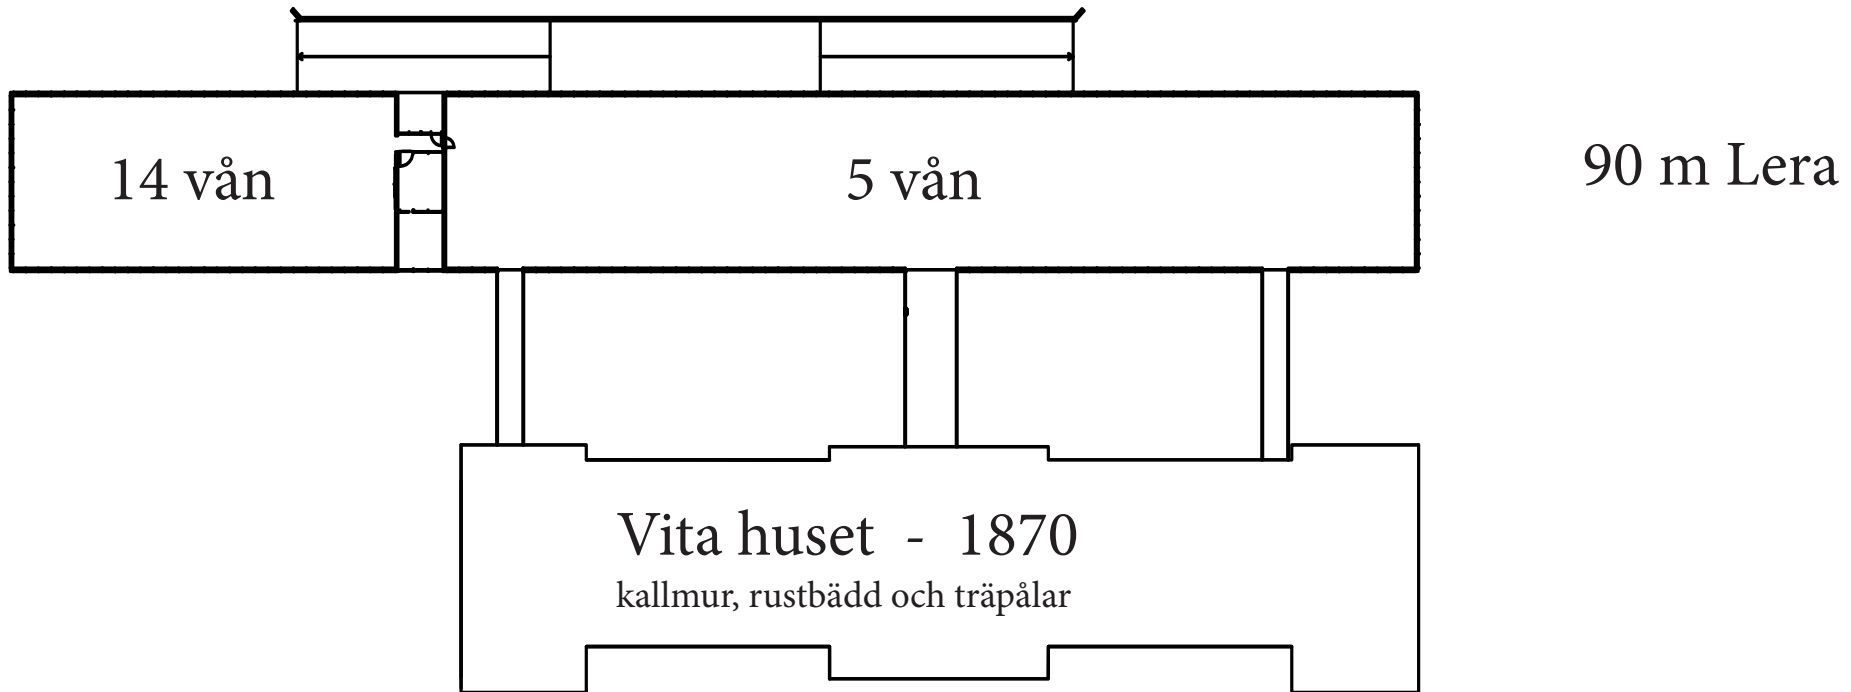 14 vån
5 vån
90 m Lera
Vita huset - 1870
kallmur, rustbädd och träpålar